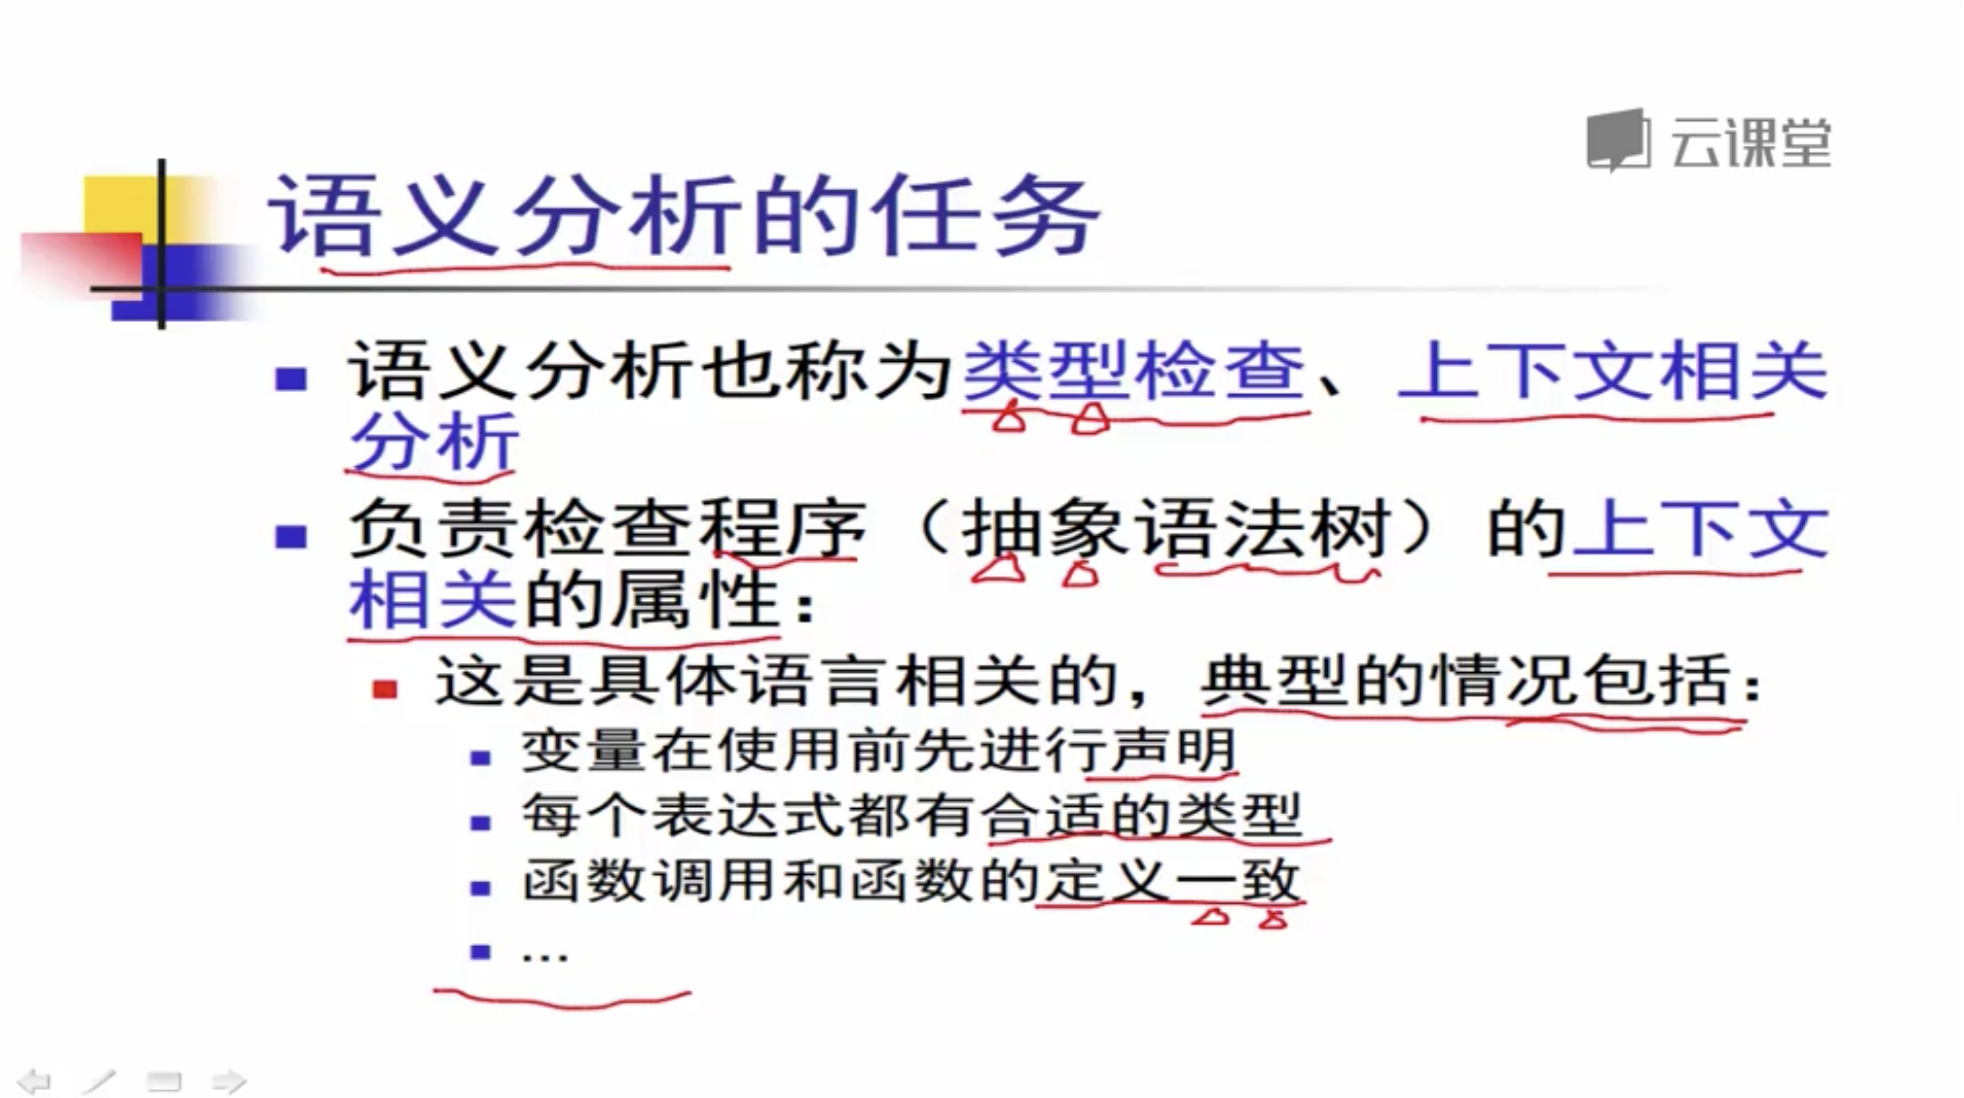 云课堂
语义分析的任务
语义分析也称为类型检查、上下文相关
分析
负责检查程序（抽象语法树）的上下文
相关的属性：
这是具体语言相关的，典型的情况包括：
变量在使用前先进行声明
每个表达式都有合适的类型
函数调用和函数的定义一致
…